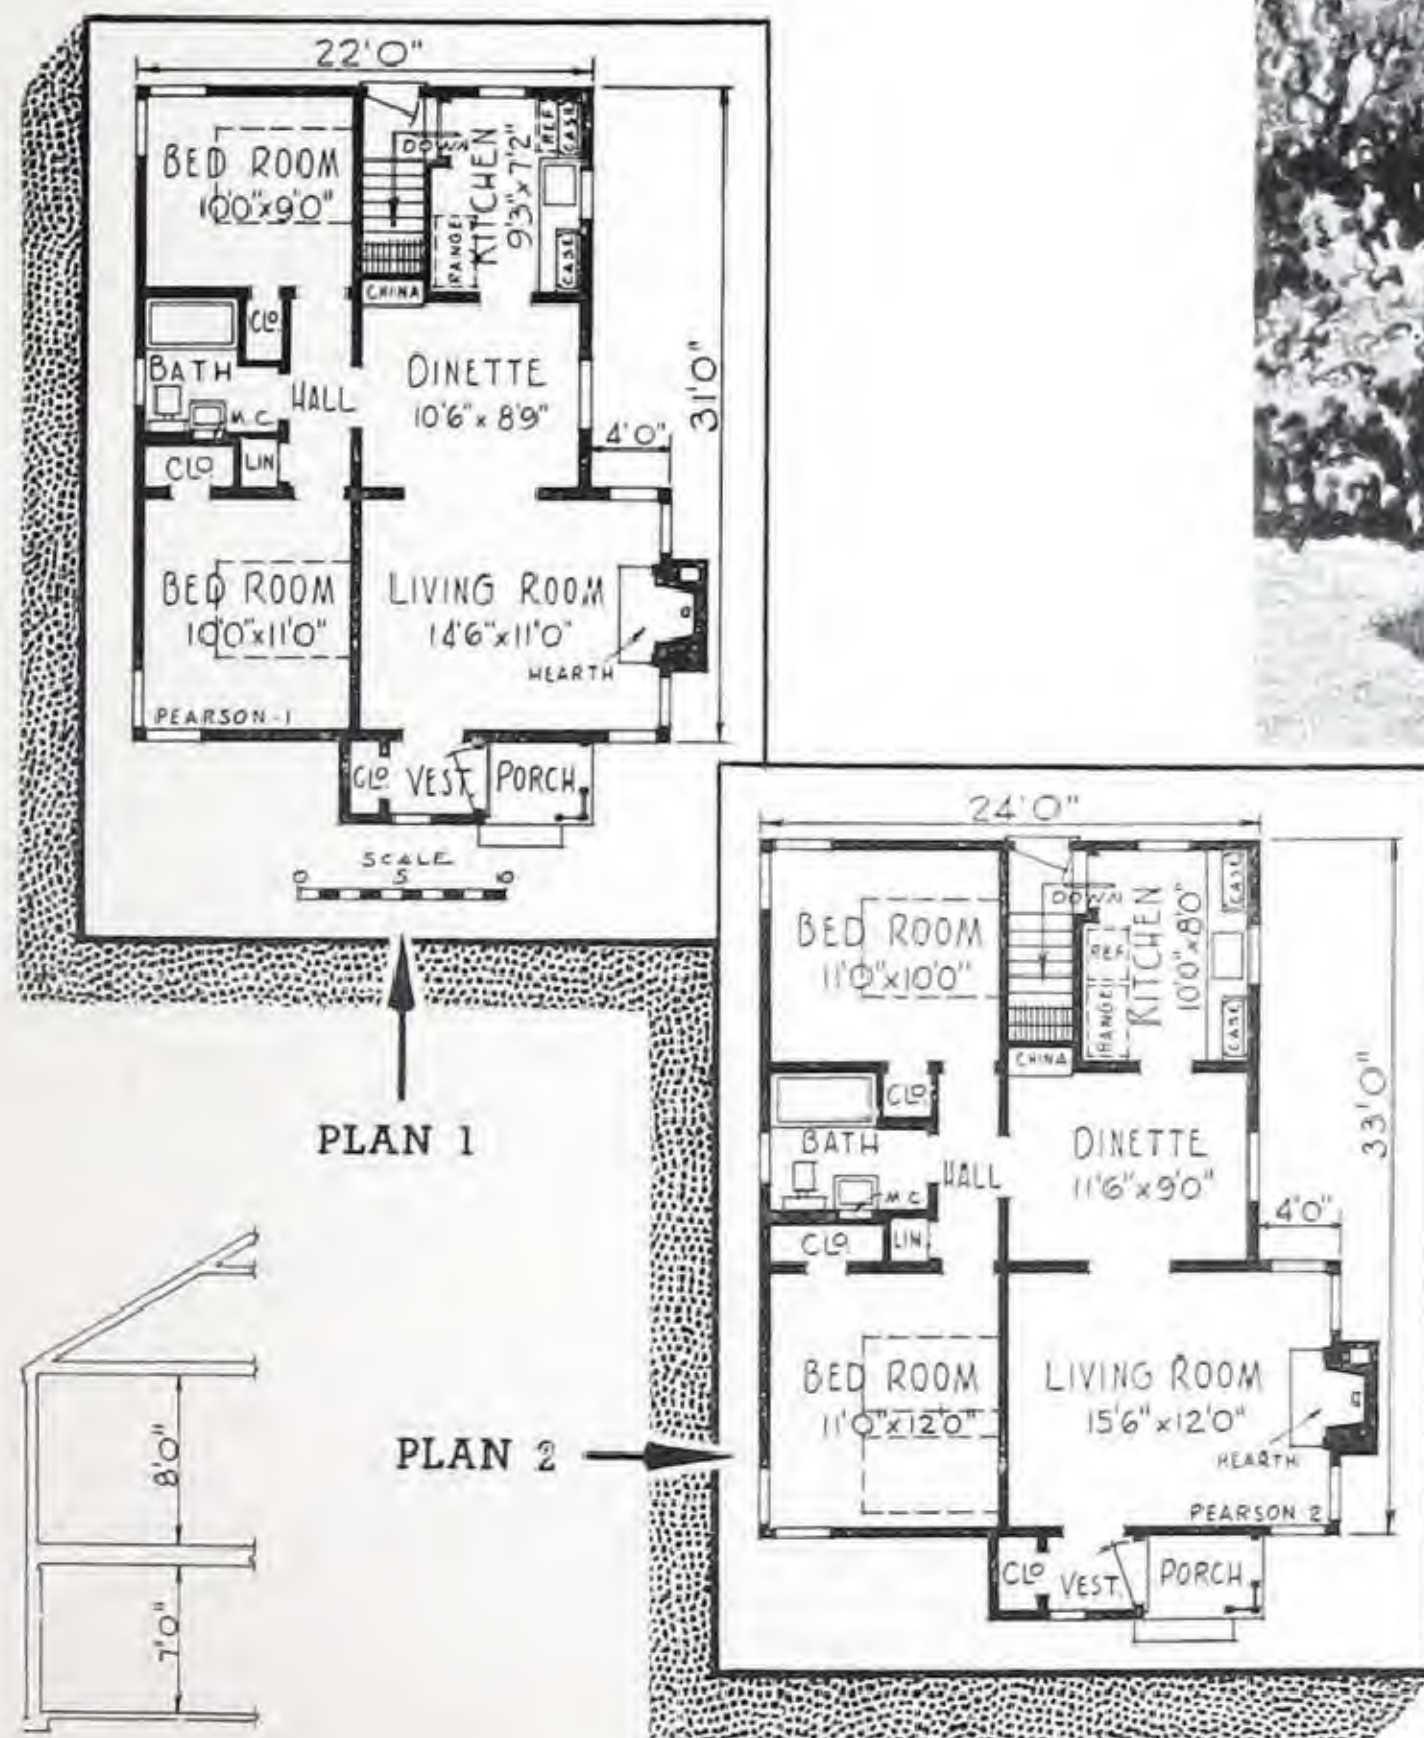 22'0"
BED ROOM
10'0"x9'0"
DOWN
KITCHEN
9'3"x7'2"
REF
CASE
RANGE
CASE
CHINA
CLO.
BATH
M.C.
HALL
DINETTE
10'6"x8'9"
31'0"
4'0"
CLO.
LIN
BED ROOM
10'0"x11'0"
LIVING ROOM
14'6"x11'0"
HEARTH
PEARSON-1
CLO
VEST.
PORCH
SCALE
0 5 10
PLAN 1
24'0"
BED ROOM
11'0"x10'0"
DOWN
KITCHEN
10'0"x8'0"
CASE
REF
RANGE
CASE
CHINA
CLO.
BATH
M.C.
HALL
DINETTE
11'6"x9'0"
33'0"
4'0"
CLO.
LIN.
BED ROOM
11'0"x12'0"
LIVING ROOM
15'6"x12'0"
HEARTH
PEARSON 2
CLO
VEST.
PORCH
PLAN 2
8'0"
7'0"